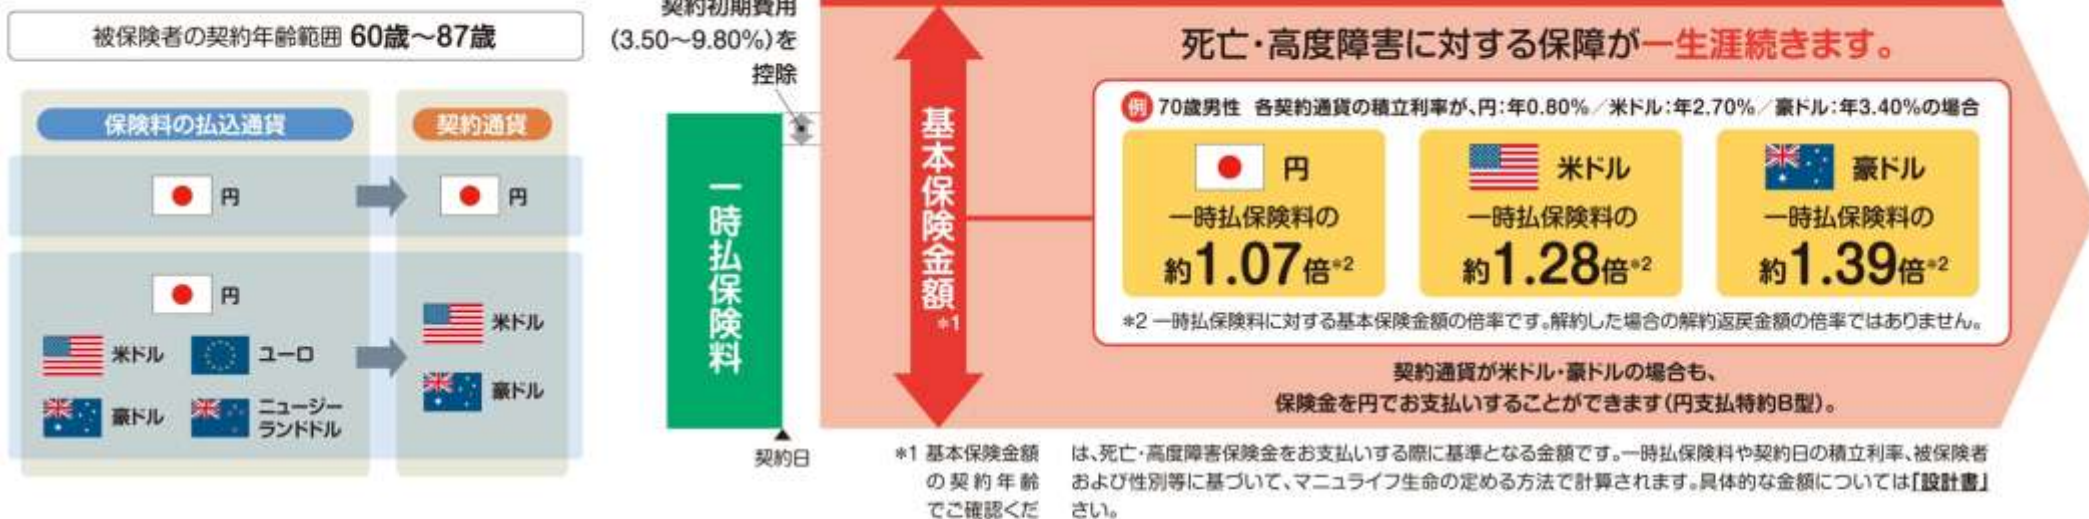 被保険者の契約年齢範囲 60歳〜87歳
保険料の払込通貨
契約通貨
円
円
円
米ドル
ユーロ
豪ドル
ニュージー
ランドドル
米ドル
豪ドル
契約初期費用
(3.50〜9.80%)を
控除
一時払保険料
契約日
基本保険金額*1
死亡・高度障害に対する保障が一生涯続きます。
例 70歳男性 各契約通貨の積立利率が、円:年0.80%/米ドル:年2.70%/豪ドル:年3.40%の場合
円
一時払保険料の
約1.07倍*2
米ドル
一時払保険料の
約1.28倍*2
豪ドル
一時払保険料の
約1.39倍*2
*2 一時払保険料に対する基本保険金額の倍率です。解約した場合の解約返戻金額の倍率ではありません。
契約通貨が米ドル・豪ドルの場合も、
保険金を円でお支払いすることができます(円支払特約B型)。
*1 基本保険金額 は、死亡・高度障害保険金をお支払いする際に基準となる金額です。一時払保険料や契約日の積立利率、被保険者
の契約年齢 および性別等に基づいて、マニュライフ生命の定める方法で計算されます。具体的な金額については「設計書」
でご確認くだ さい。